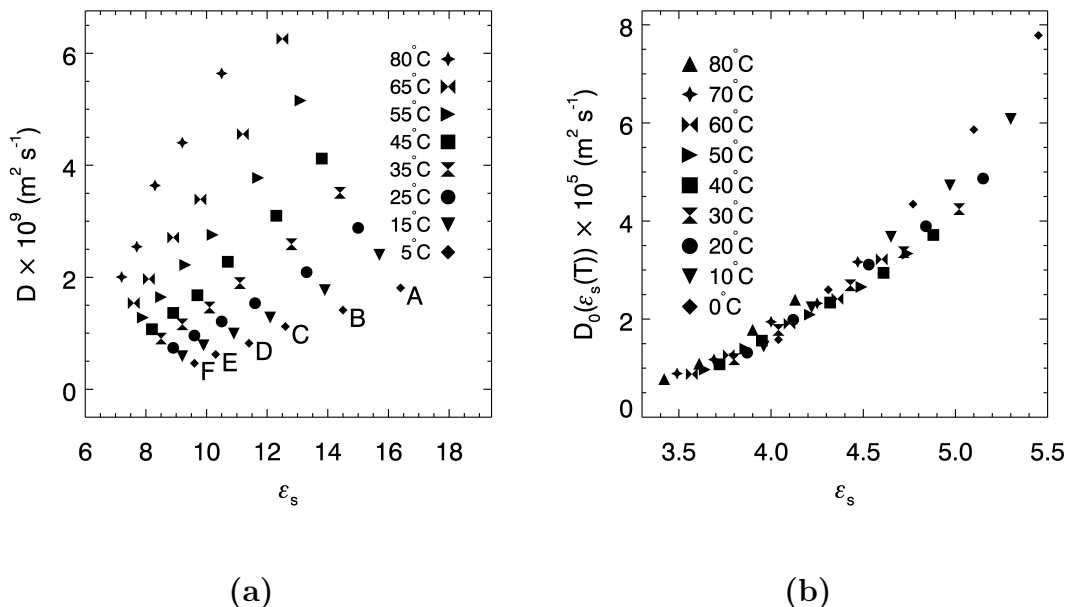 6
4
2
0
D × 10⁹ (m² s⁻¹)
80°C
65°C
55°C
45°C
35°C
25°C
15°C
5°C
A
B
C
D
E
F
6 8 10 12 14 16 18
εs
(a)
8
6
4
2
0
D₀(εs(T)) × 10⁵ (m² s⁻¹)
80°C
70°C
60°C
50°C
40°C
30°C
20°C
10°C
0°C
3.5 4.0 4.5 5.0 5.5
εs
(b)